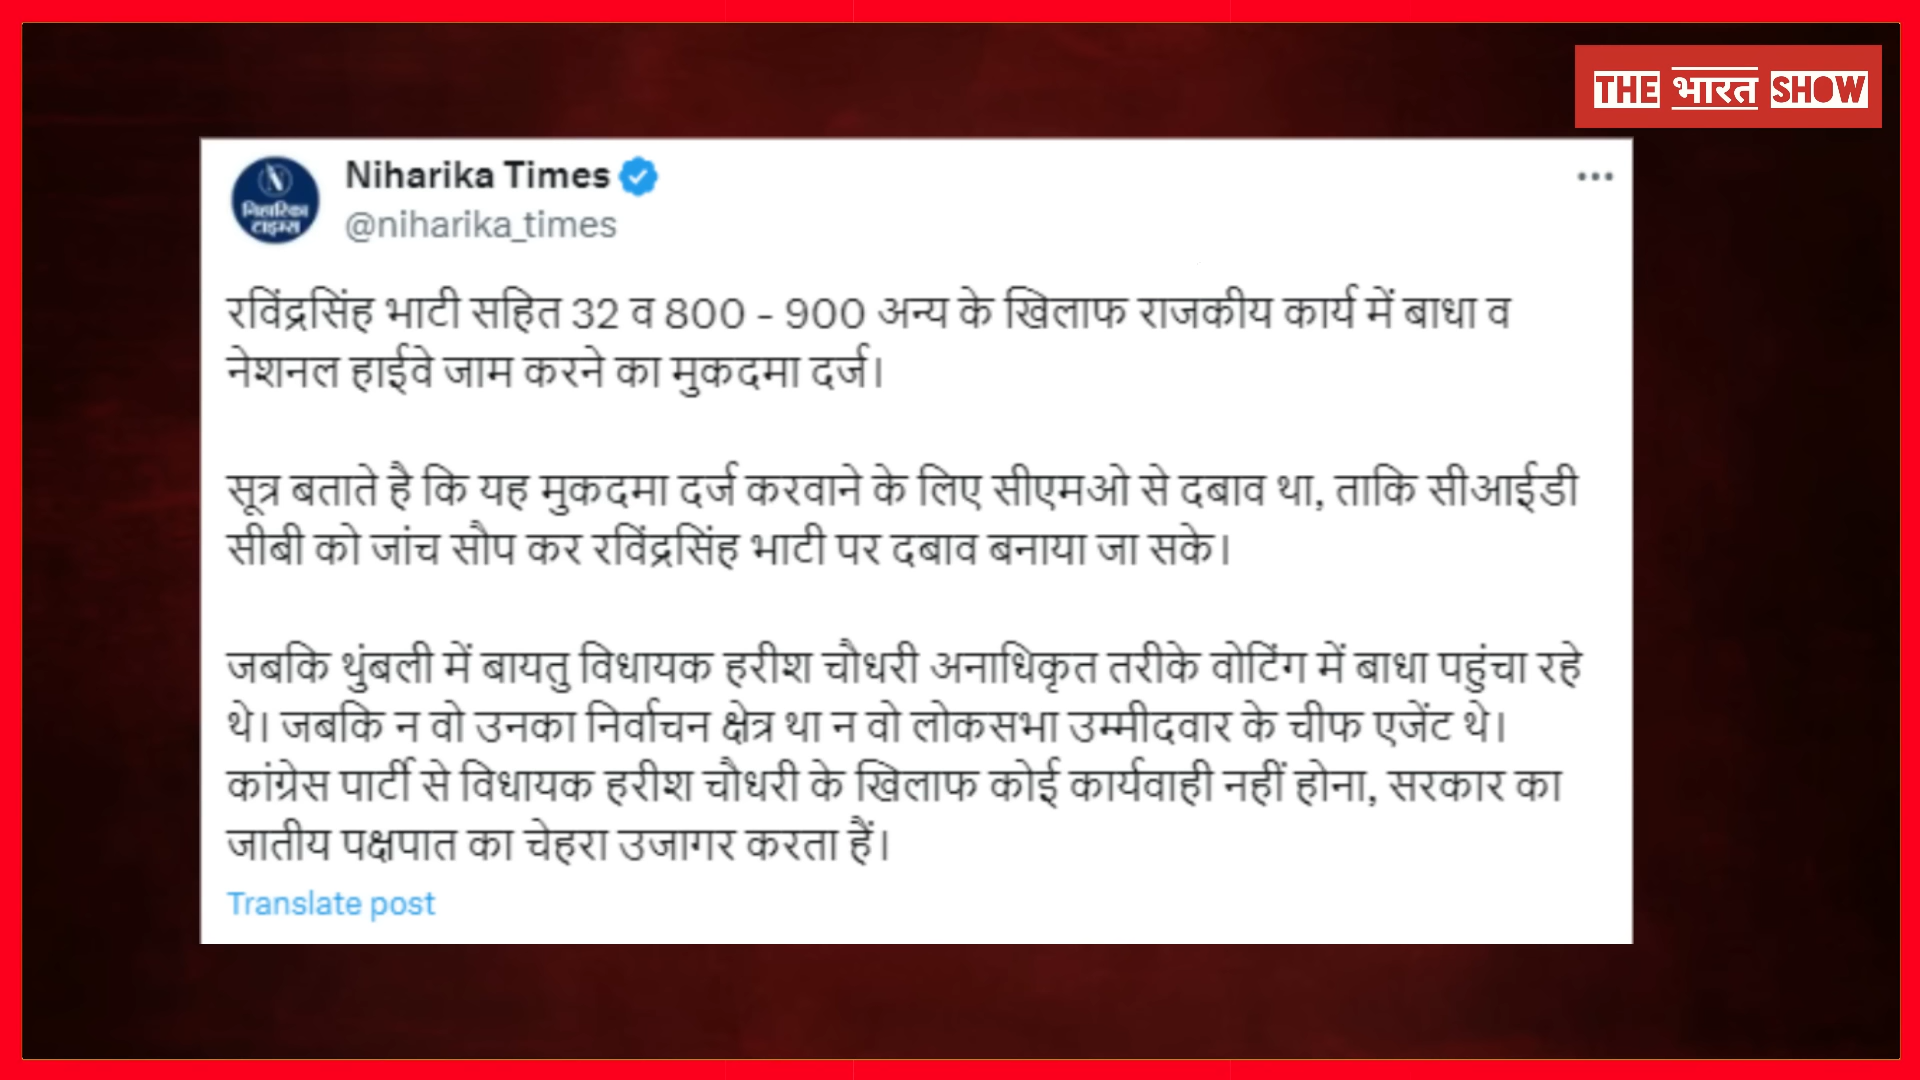 THE भारत SHOW
Niharika Times
@niharika_times
निहारिका
टाइम्स
रविंद्रसिंह भाटी सहित 32 व 800 - 900 अन्य के खिलाफ राजकीय कार्य में बाधा व
नेशनल हाईवे जाम करने का मुकदमा दर्ज।
सूत्र बताते है कि यह मुकदमा दर्ज करवाने के लिए सीएमओ से दबाव था, ताकि सीआईडी
सीबी को जांच सौप कर रविंद्रसिंह भाटी पर दबाव बनाया जा सके।
जबकि थुंबली में बायतु विधायक हरीश चौधरी अनाधिकृत तरीके वोटिंग में बाधा पहुंचा रहे
थे। जबकि न वो उनका निर्वाचन क्षेत्र था न वो लोकसभा उम्मीदवार के चीफ एजेंट थे।
कांग्रेस पार्टी से विधायक हरीश चौधरी के खिलाफ कोई कार्यवाही नहीं होना, सरकार का
जातीय पक्षपात का चेहरा उजागर करता हैं।
Translate post